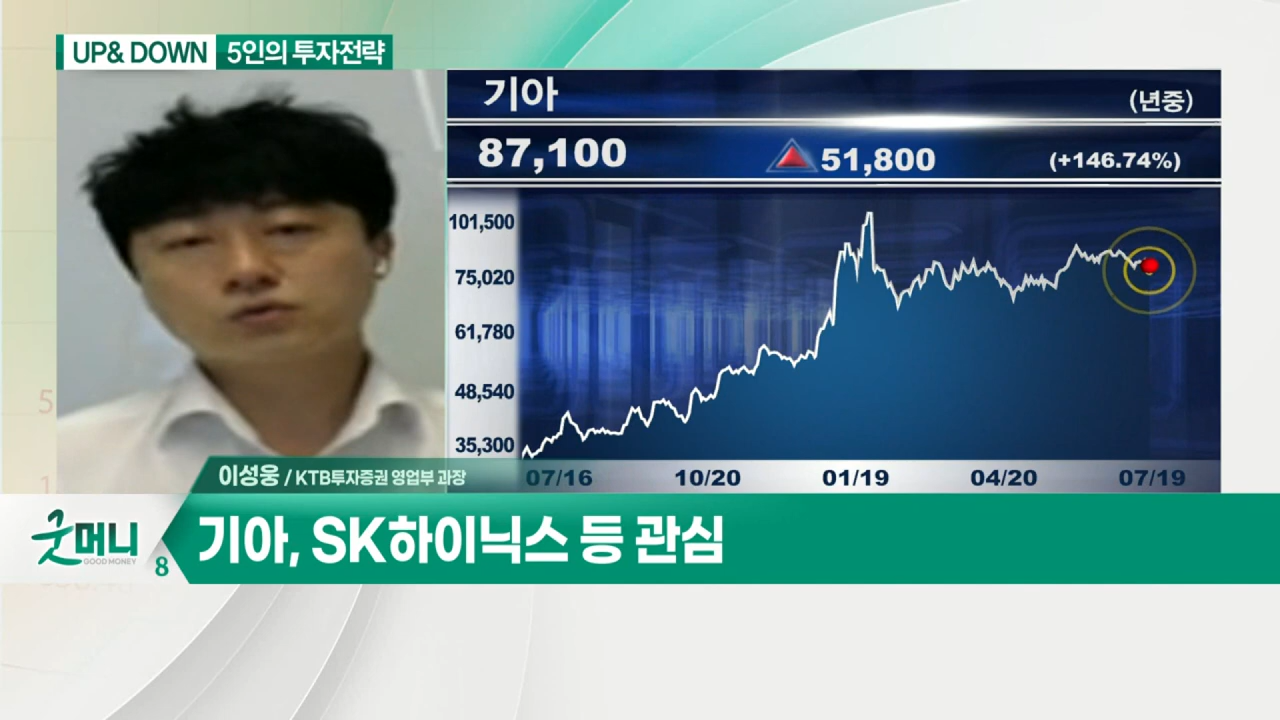 UP& DOWN 5인의 투자전략
기아 (년중)
87,100 51,800 (+146.74%)
101,500
75,020
61,780
48,540
35,300
07/16 10/20 01/19 04/20 07/19
이성웅 / KTB투자증권 영업부 과장
굿머니
GOOD MONEY
8
기아, SK하이닉스 등 관심
5
1